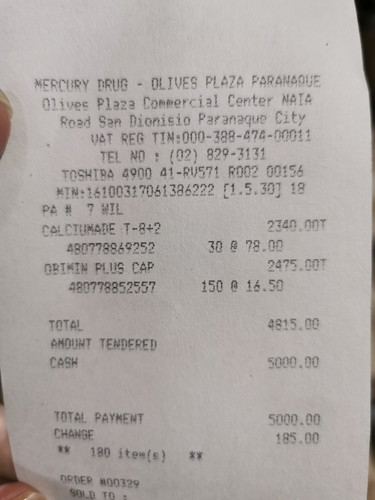 MERCURY DRUG - OLIVES PLAZA PARANAQUE
Olives Plaza Commercial Center NAIA
Road San Dionisio Paranaque City
VAT REG TIN:000-388-474-00011
TEL NO : (02) 829-3131
TOSHIBA 4900 41-RV571 R002 00156
MIN:16100317061386222 [1.5.30] 18
PA # 7 WIL
CALCIUMADE T-8+2 2340.00T
480778869252 30 @ 78.00
OBIMIN PLUS CAP 2475.00T
480778852557 150 @ 16.50
TOTAL 4815.00
AMOUNT TENDERED
CASH 5000.00
TOTAL PAYMENT 5000.00
CHANGE 185.00
** 180 item(s) **
ORDER #00329
SOLD TO :